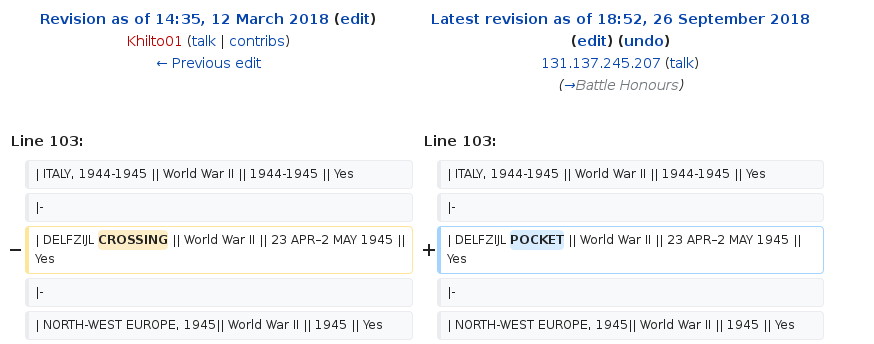 Revision as of 14:35, 12 March 2018 (edit)
Khilto01 (talk | contribs)
← Previous edit
Latest revision as of 18:52, 26 September 2018
(edit) (undo)
131.137.245.207 (talk)
(→Battle Honours)
Line 103:
Line 103:
| ITALY, 1944-1945 || World War II || 1944-1945 || Yes
| ITALY, 1944-1945 || World War II || 1944-1945 || Yes
|-
|-
− | DELFZIJL CROSSING || World War II || 23 APR–2 MAY 1945 ||
Yes
+ | DELFZIJL POCKET || World War II || 23 APR–2 MAY 1945 ||
Yes
|-
|-
| NORTH-WEST EUROPE, 1945|| World War II || 1945 || Yes
| NORTH-WEST EUROPE, 1945|| World War II || 1945 || Yes